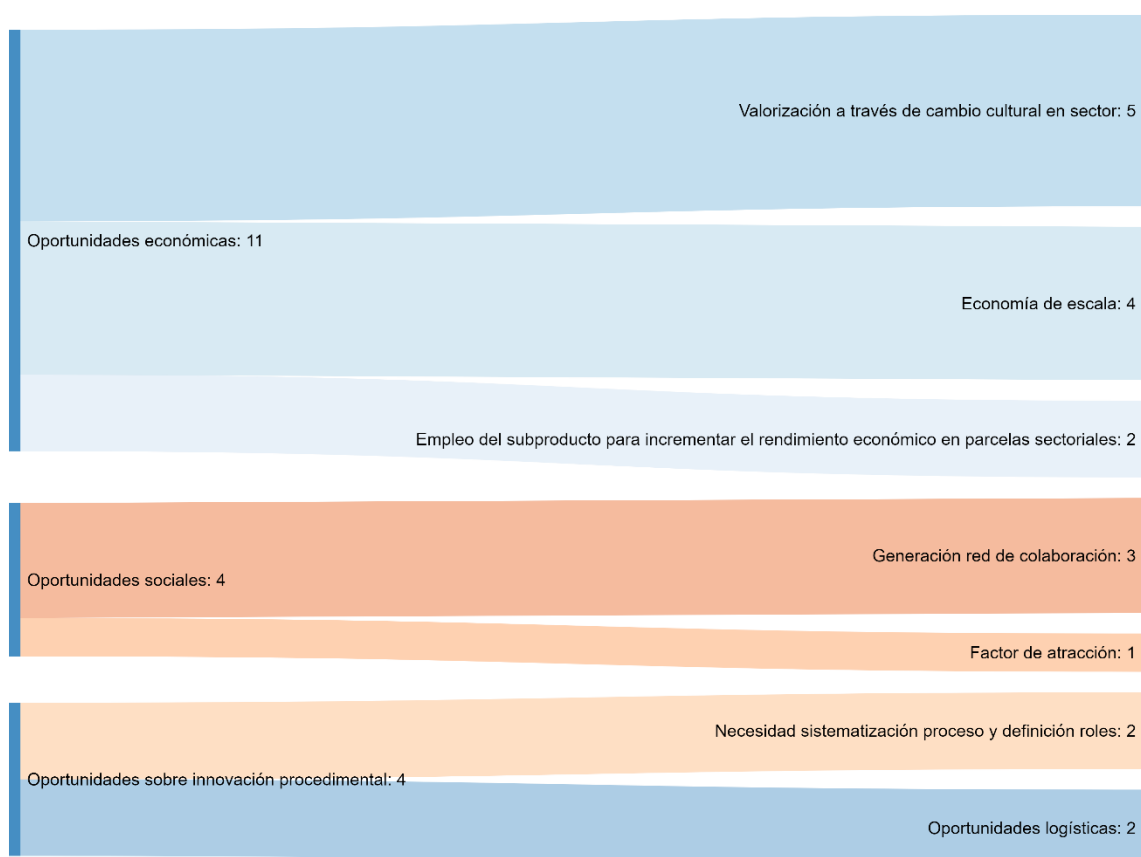 Valorización a través de cambio cultural en sector: 5
Oportunidades económicas: 11
Economía de escala: 4
Empleo del subproducto para incrementar el rendimiento económico en parcelas sectoriales: 2
Generación red de colaboración: 3
Oportunidades sociales: 4
Factor de atracción: 1
Necesidad sistematización proceso y definición roles: 2
Oportunidades sobre innovación procedimental: 4
Oportunidades logísticas: 2